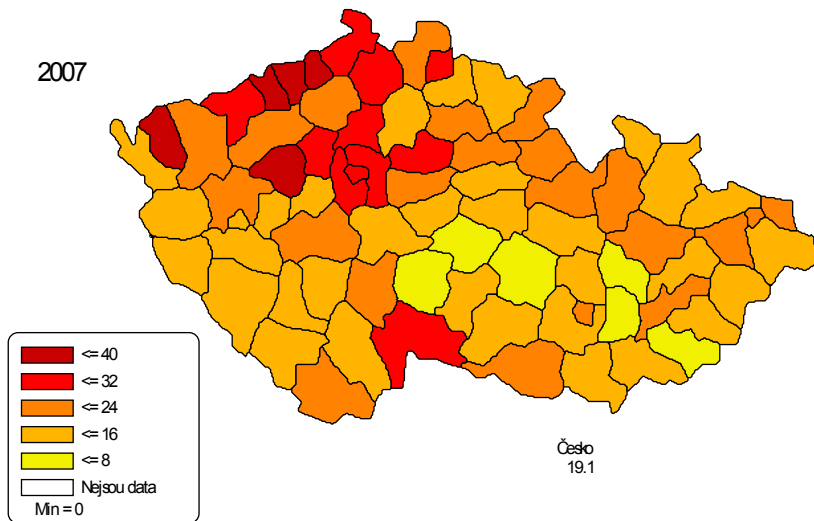 2007
<= 40
<= 32
<= 24
<= 16
<= 8
Nejsou data
Min = 0
Česko
19.1